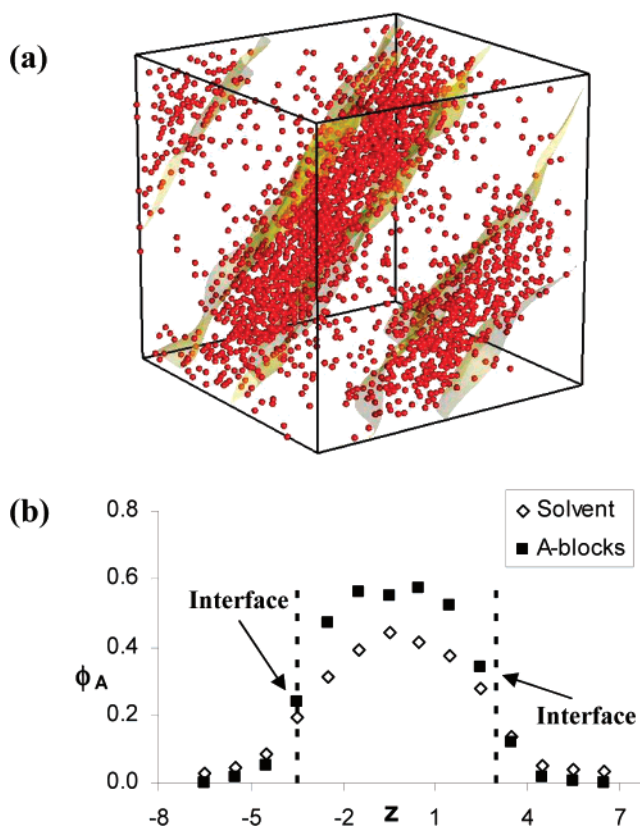 (a)
(b)
0.8
◇ Solvent
■ A-blocks
0.6
Interface
0.4
ϕA
Interface
0.2
0.0
-8 -5 -2 z 1 4 7